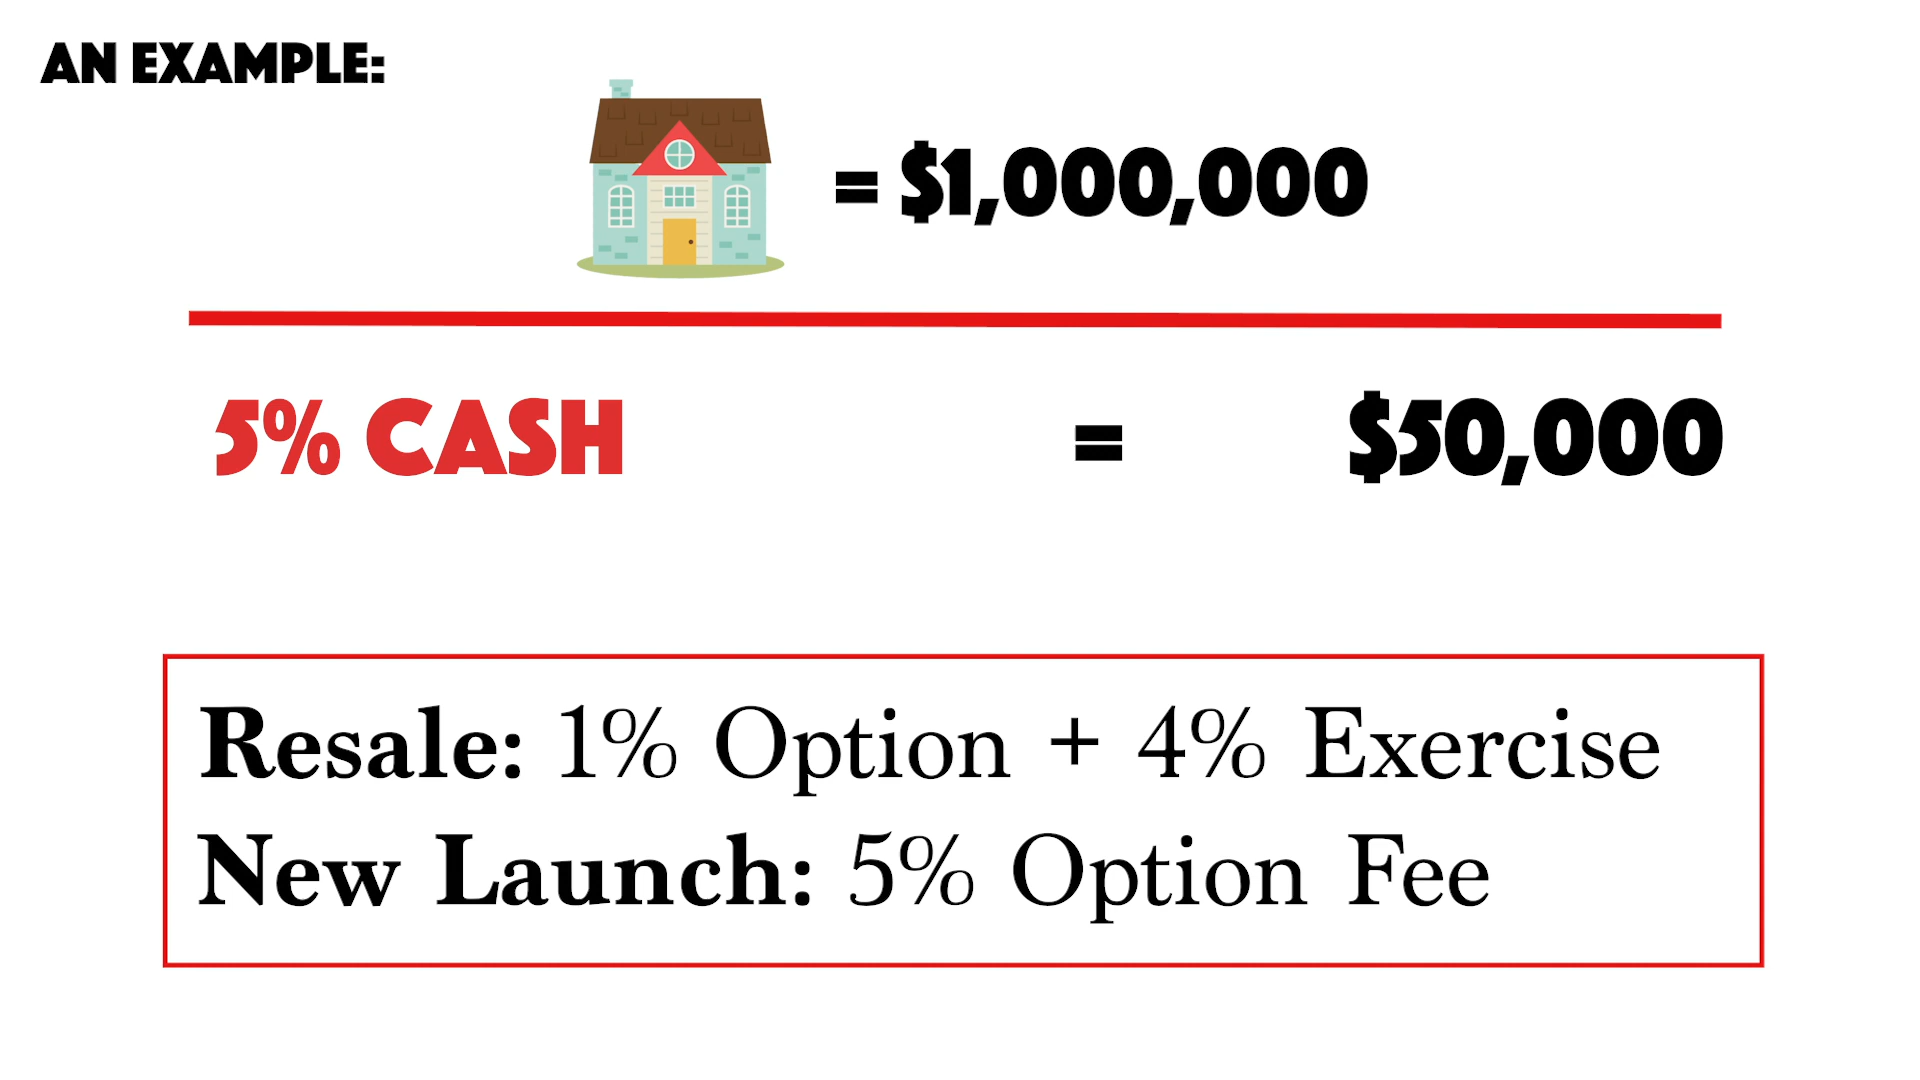 AN EXAMPLE:
= $1,000,000
5% CASH = $50,000
Resale: 1% Option + 4% Exercise
New Launch: 5% Option Fee